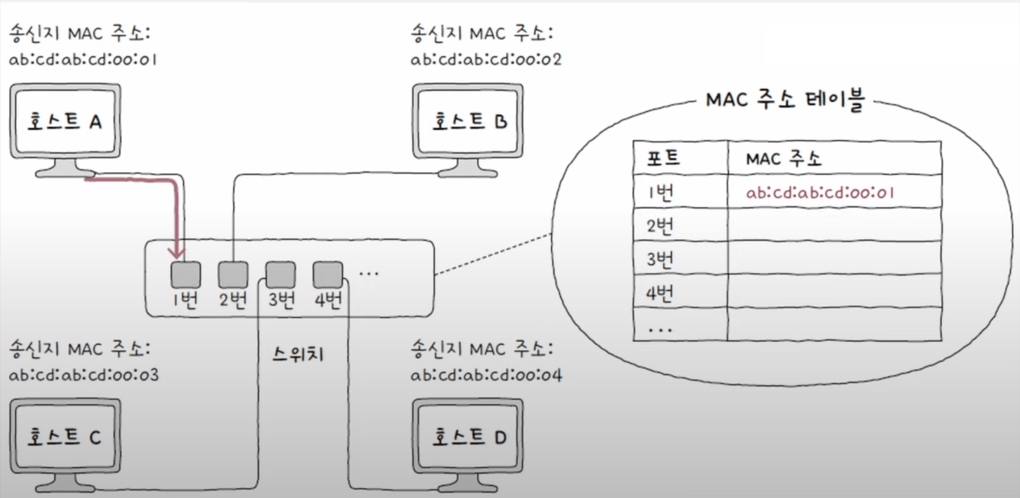 송신지 MAC 주소:
ab:cd:ab:cd:00:01
호스트 A
송신지 MAC 주소:
ab:cd:ab:cd:00:02
호스트 B
MAC 주소 테이블
포트 MAC 주소
1번 ab:cd:ab:cd:00:01
2번
3번
4번
...
1번 2번 3번 4번 ...
스위치
송신지 MAC 주소:
ab:cd:ab:cd:00:03
호스트 C
송신지 MAC 주소:
ab:cd:ab:cd:00:04
호스트 D